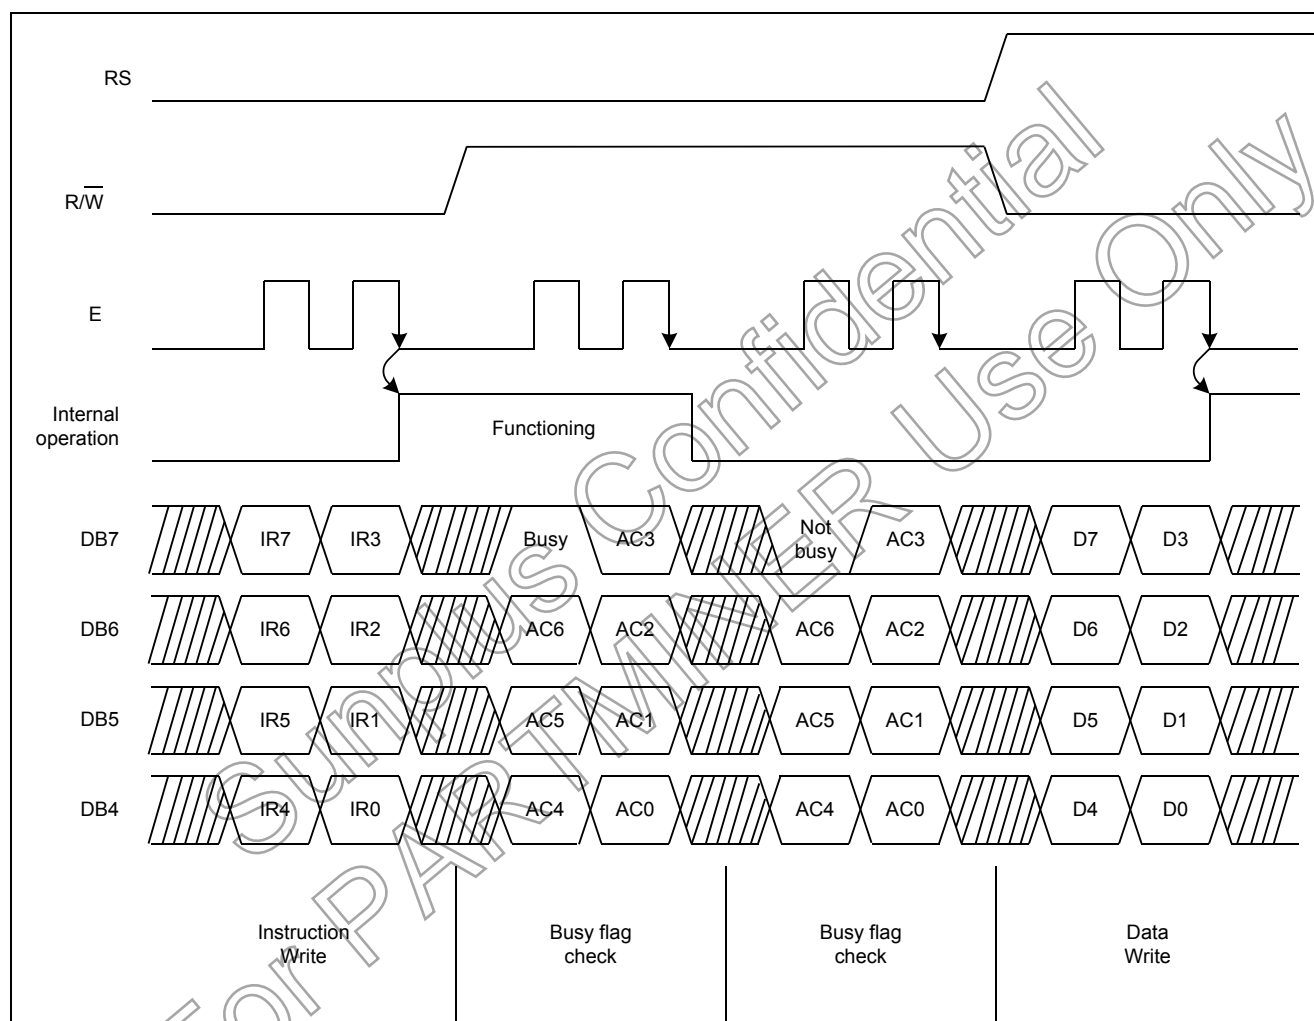 RS
R/W
E
Internal
operation
Functioning
DB7 IR7 IR3 Busy AC3 Not busy AC3 D7 D3
DB6 IR6 IR2 AC6 AC2 AC6 AC2 D6 D2
DB5 IR5 IR1 AC5 AC1 AC5 AC1 D5 D1
DB4 IR4 IR0 AC4 AC0 AC4 AC0 D4 D0
Instruction Busy flag Busy flag Data
Write check check Write
Sunplus Confidential
For PARTMINER Use Only